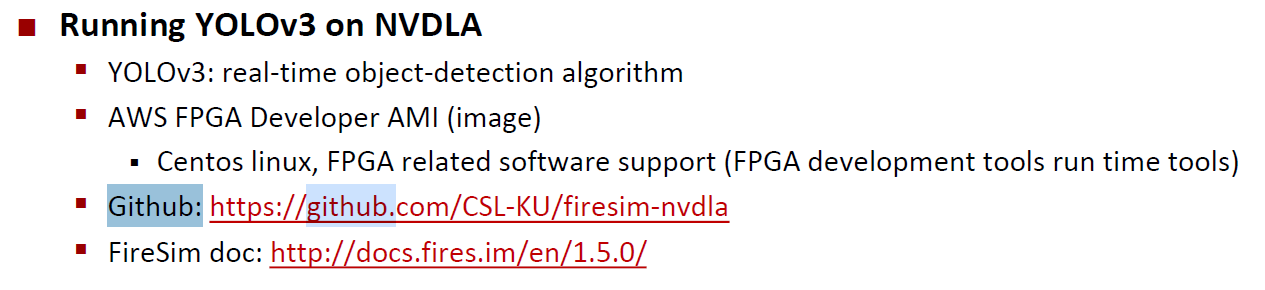 Running YOLOv3 on NVDLA
YOLOv3: real-time object-detection algorithm
AWS FPGA Developer AMI (image)
Centos linux, FPGA related software support (FPGA development tools run time tools)
Github: https://github.com/CSL-KU/firesim-nvdla
FireSim doc: http://docs.fires.im/en/1.5.0/